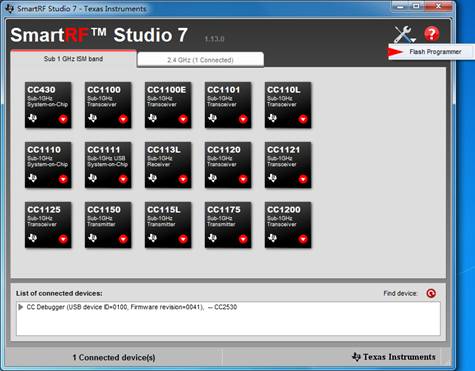 SmartRF Studio 7 - Texas Instruments
SmartRF™ Studio 7 1.13.0
Flash Programmer
Sub 1 GHz ISM band
2.4 GHz (1 Connected)
CC430
Sub-1GHz
System-on-Chip
CC1100
Sub-1GHz
Transceiver
CC1100E
Sub-1GHz
Transceiver
CC1101
Sub-1GHz
Transceiver
CC110L
Sub-1GHz
Transceiver
CC1110
Sub-1GHz
System-on-Chip
CC1111
Sub-1GHz USB
System-on-Chip
CC113L
Sub-1GHz
Receiver
CC1120
Sub-1GHz
Transceiver
CC1121
Sub-1GHz
Transceiver
CC1125
Sub-1GHz
Transceiver
CC1150
Sub-1GHz
Transmitter
CC115L
Sub-1GHz
Transmitter
CC1175
Sub-1GHz
Transmitter
CC1200
Sub-1GHz
Transceiver
List of connected devices:
Find device:
CC Debugger (USB device ID=0100, Firmware revision=0041), -- CC2530
1 Connected device(s)
Texas Instruments